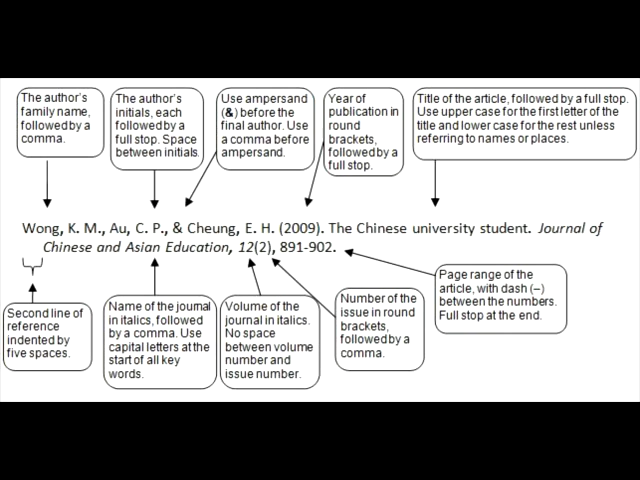 The author's
family name,
followed by a
comma.
The author's
initials, each
followed by a
full stop. Space
between initials.
Use ampersand
(&) before the
final author. Use
a comma before
ampersand.
Year of
publication in
round
brackets,
followed by a
full stop.
Title of the article, followed by a full stop.
Use upper case for the first letter of the
title and lower case for the rest unless
referring to names or places.
Wong, K. M., Au, C. P., & Cheung, E. H. (2009). The Chinese university student. Journal of
Chinese and Asian Education, 12(2), 891-902.
Second line of
reference
indented by
five spaces.
Name of the journal
in italics, followed
by a comma. Use
capital letters at the
start of all key
words.
Volume of the
journal in italics.
No space
between volume
number and
issue number.
Number of the
issue in round
brackets,
followed by a
comma.
Page range of the
article, with dash (–)
between the numbers.
Full stop at the end.